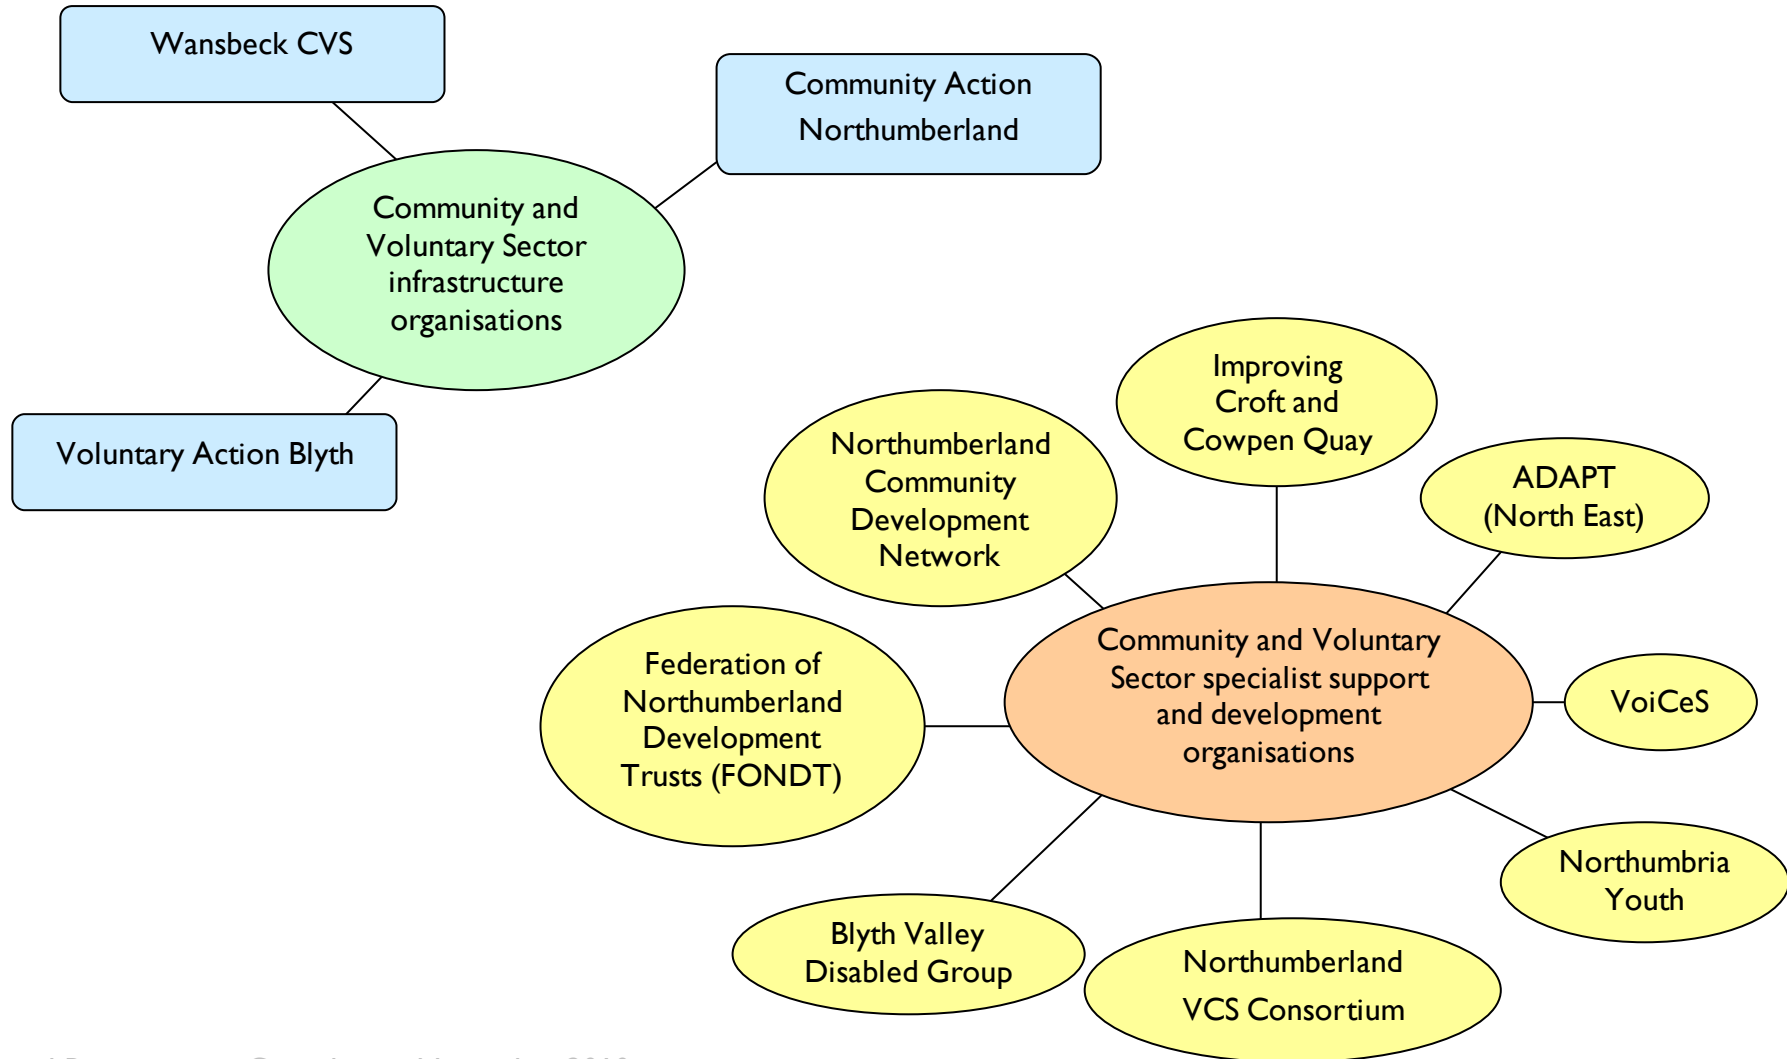 Wansbeck CVS
Community Action
Northumberland
Community and
Voluntary Sector
infrastructure
organisations
Voluntary Action Blyth
Improving
Croft and
Cowpen Quay
Northumberland
Community
Development
Network
ADAPT
(North East)
Federation of
Northumberland
Development
Trusts (FONDT)
Community and Voluntary
Sector specialist support
and development
organisations
VoiCeS
Northumbria
Youth
Blyth Valley
Disabled Group
Northumberland
VCS Consortium